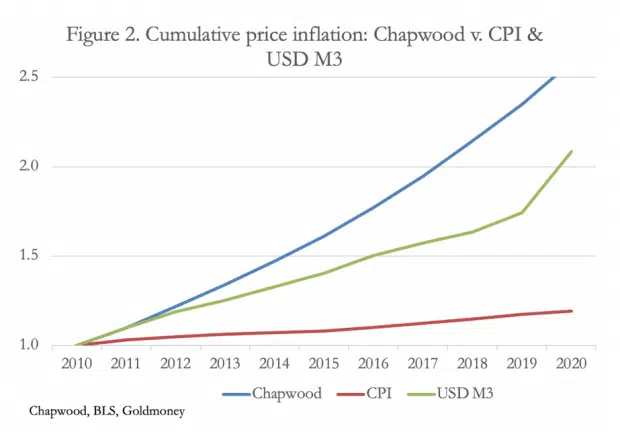 Figure 2. Cumulative price inflation: Chapwood v. CPI &
USD M3
2.5
2.0
1.5
1.0
2010 2011 2012 2013 2014 2015 2016 2017 2018 2019 2020
Chapwood CPI USD M3
Chapwood, BLS, Goldmoney